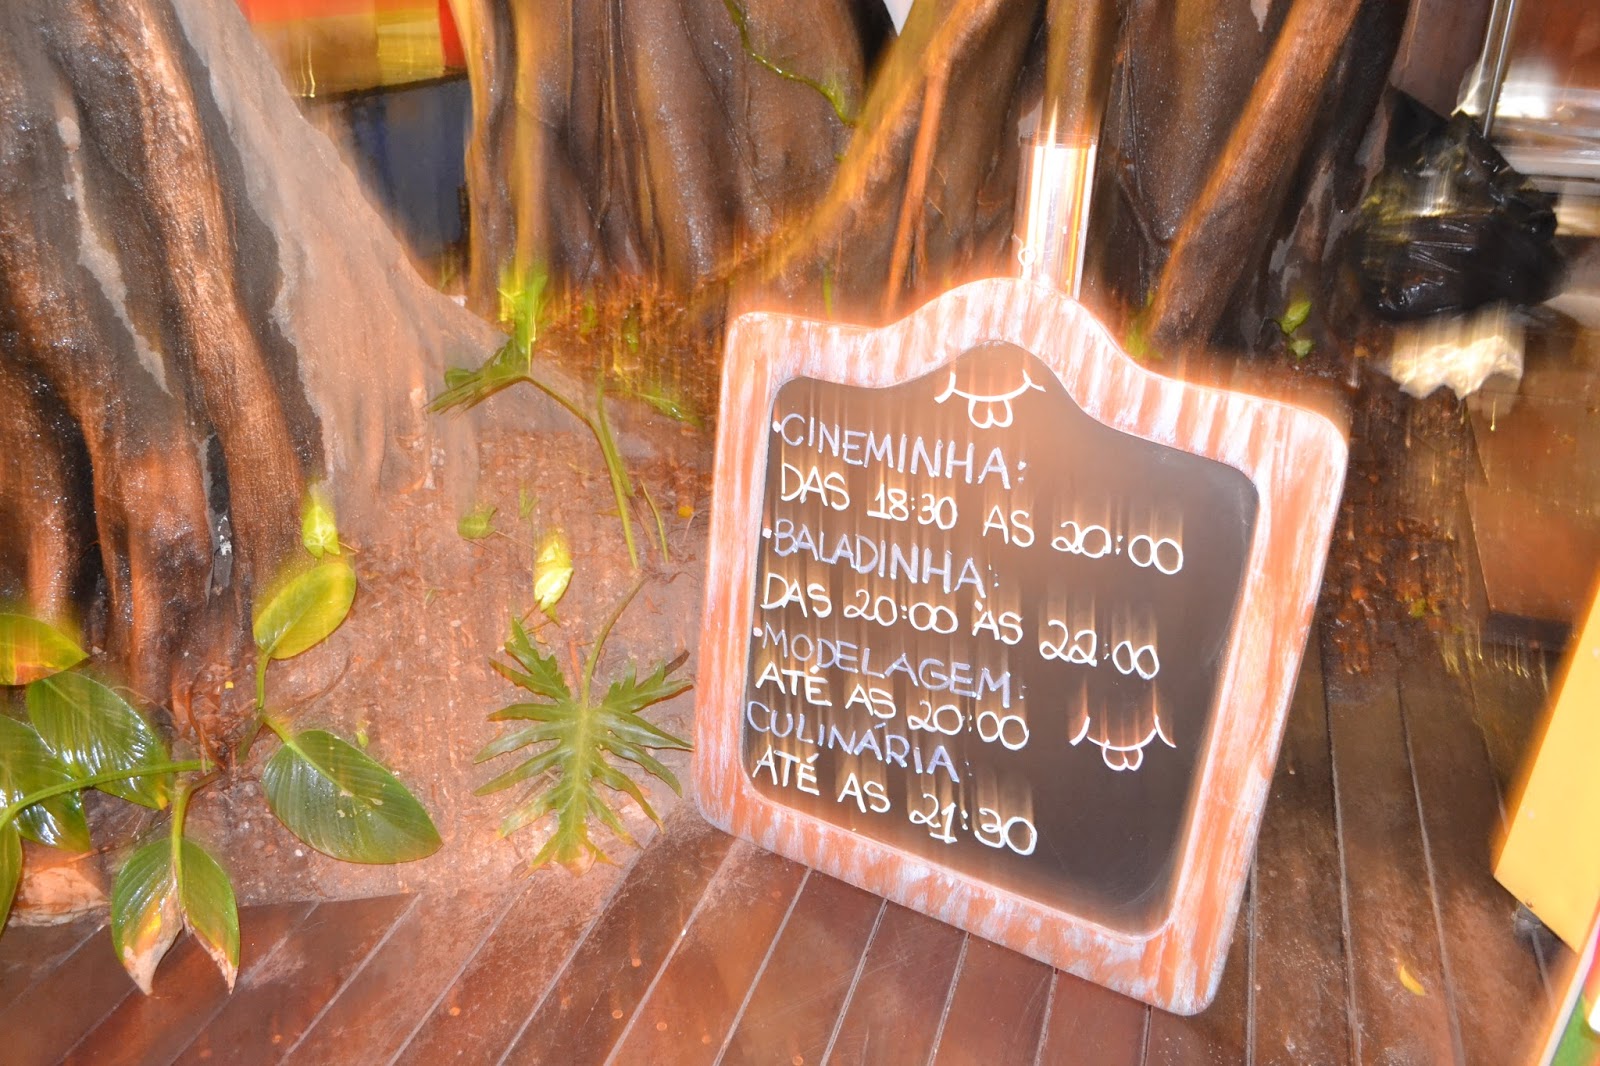 •CINEMINHA:
DAS 18:30 AS 20:00
•BALADINHA:
DAS 20:00 ÀS 22:00
•MODELAGEM:
ATÉ AS 20:00
CULINÁRIA:
ATÉ AS 21:30